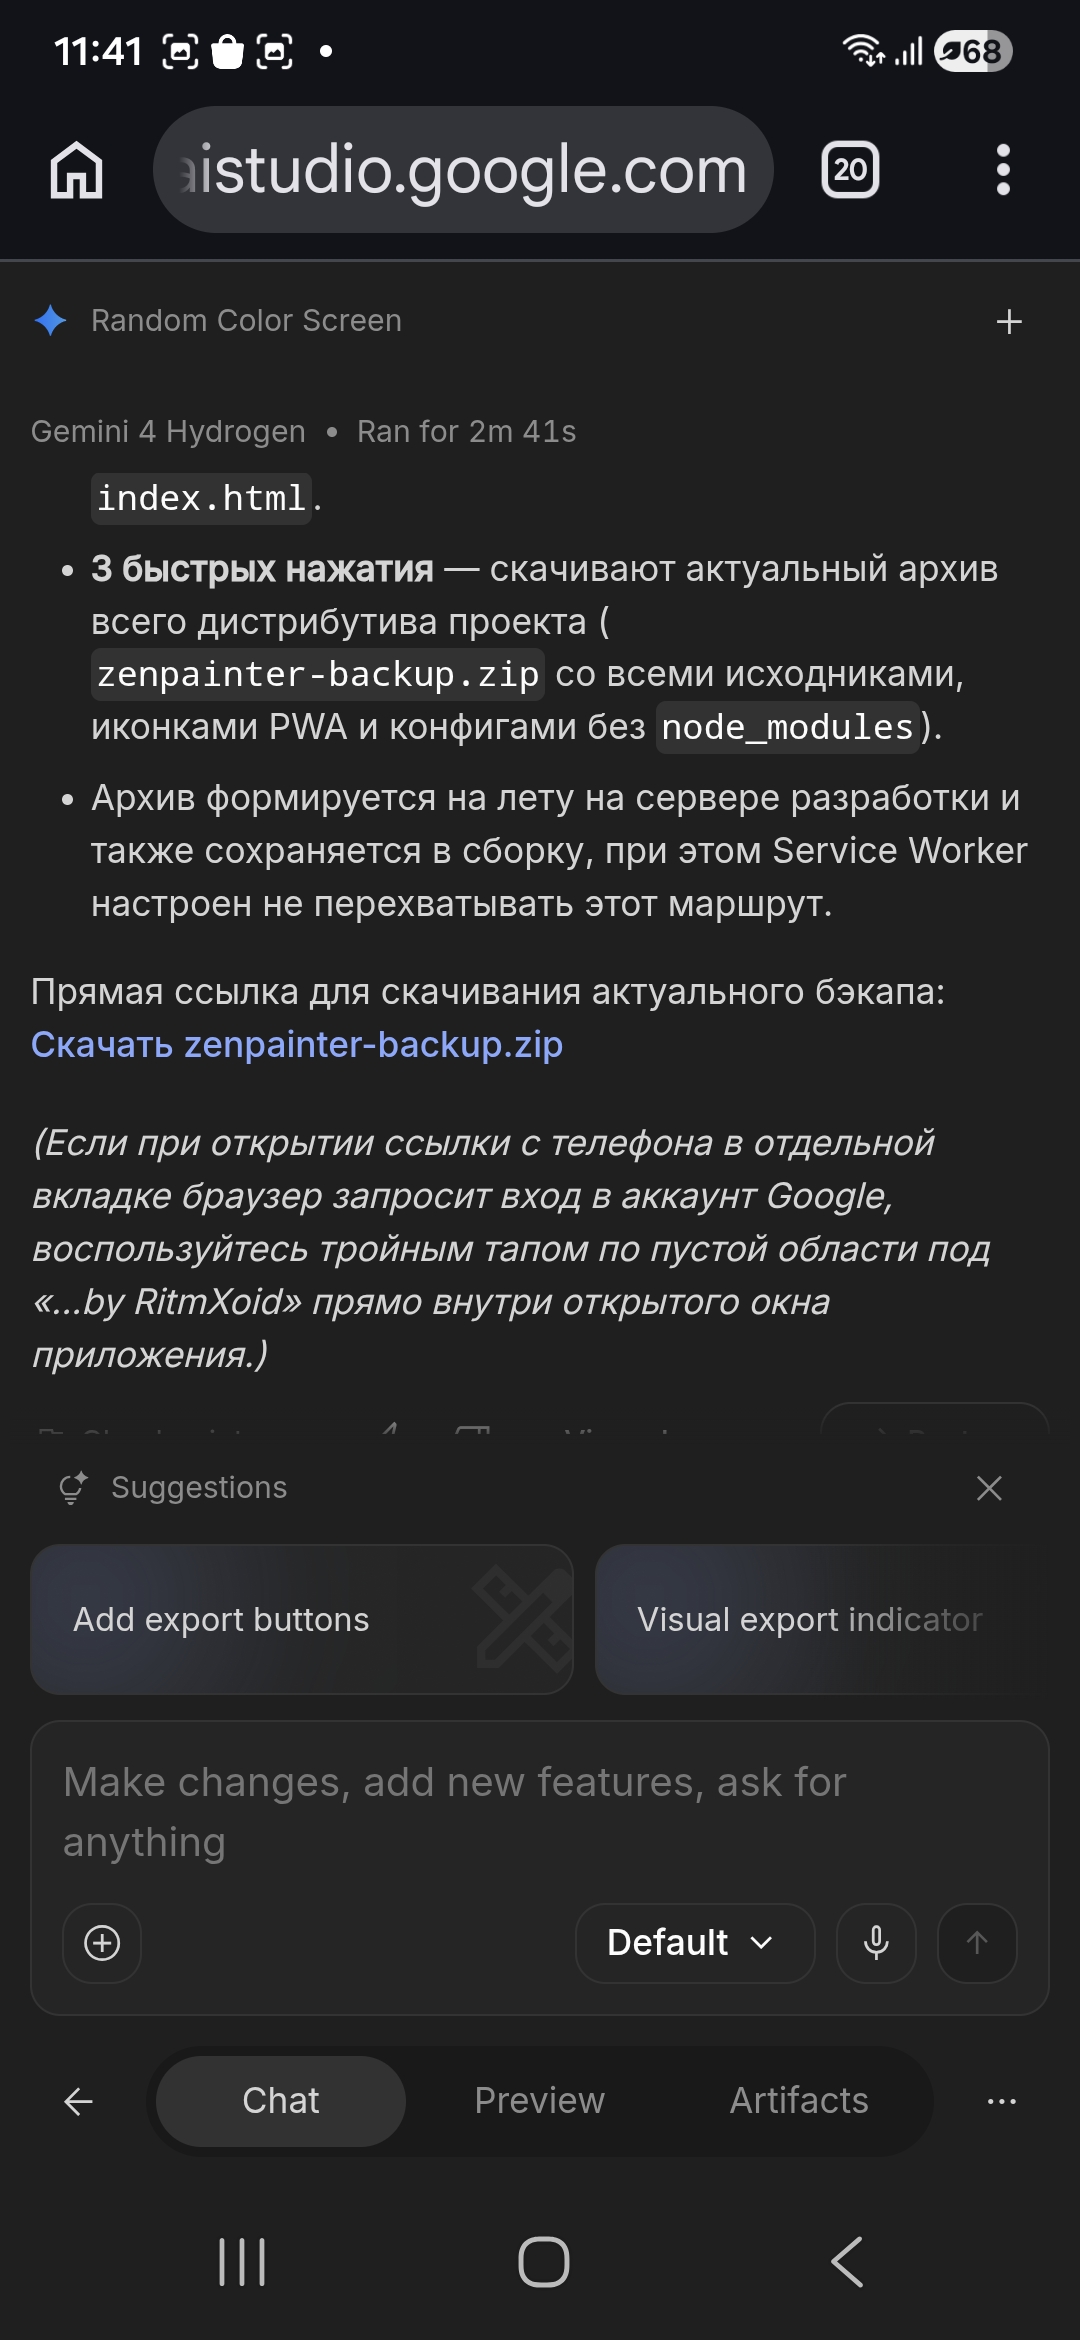 11:41
68
aistudio.google.com
20
Random Color Screen
Gemini 4 Hydrogen • Ran for 2m 41s
index.html.
• 3 быстрых нажатия — скачивают актуальный архив
всего дистрибутива проекта (
zenpainter-backup.zip со всеми исходниками,
иконками PWA и конфигами без node_modules).
• Архив формируется на лету на сервере разработки и
также сохраняется в сборку, при этом Service Worker
настроен не перехватывать этот маршрут.
Прямая ссылка для скачивания актуального бэкапа:
Скачать zenpainter-backup.zip
(Если при открытии ссылки с телефона в отдельной
вкладке браузер запросит вход в аккаунт Google,
воспользуйтесь тройным тапом по пустой области под
«...by RitmXoid» прямо внутри открытого окна
приложения.)
Suggestions
Add export buttons
Visual export indicator
Make changes, add new features, ask for
anything
Default
Chat
Preview
Artifacts